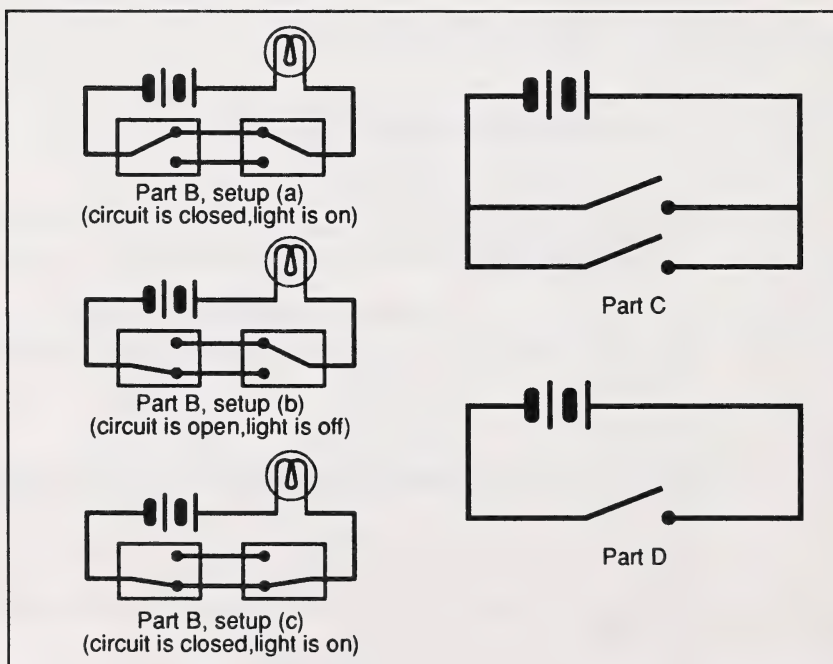 Part B, setup (a)
(circuit is closed,light is on)
Part B, setup (b)
(circuit is open,light is off)
Part B, setup (c)
(circuit is closed,light is on)
Part C
Part D